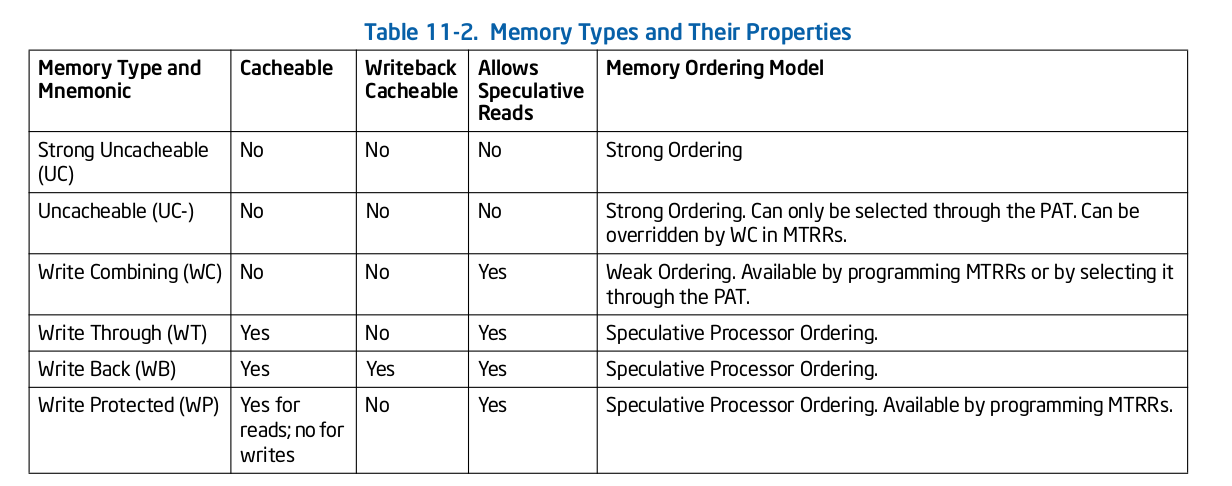 Table 11-2. Memory Types and Their Properties
Memory Type and Mnemonic | Cacheable | Writeback Cacheable | Allows Speculative Reads | Memory Ordering Model
Strong Uncacheable (UC) | No | No | No | Strong Ordering
Uncacheable (UC-) | No | No | No | Strong Ordering. Can only be selected through the PAT. Can be overridden by WC in MTRRs.
Write Combining (WC) | No | No | Yes | Weak Ordering. Available by programming MTRRs or by selecting it through the PAT.
Write Through (WT) | Yes | No | Yes | Speculative Processor Ordering.
Write Back (WB) | Yes | Yes | Yes | Speculative Processor Ordering.
Write Protected (WP) | Yes for reads; no for writes | No | Yes | Speculative Processor Ordering. Available by programming MTRRs.